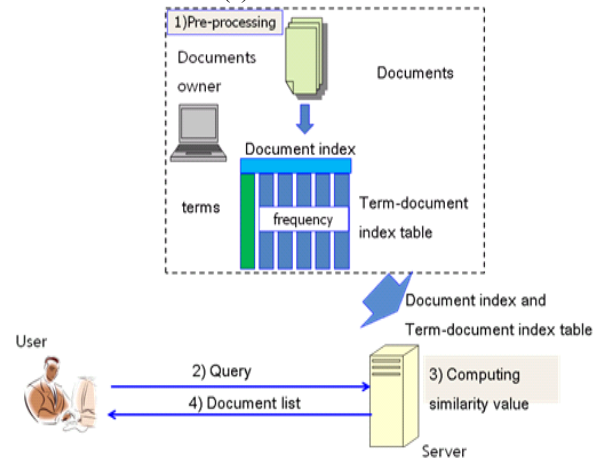 1)Pre-processing
Documents
owner
Documents
Document index
terms
frequency
Term-document
index table
Document index and
Term-document index table
User
2) Query
3) Computing
similarity value
4) Document list
Server